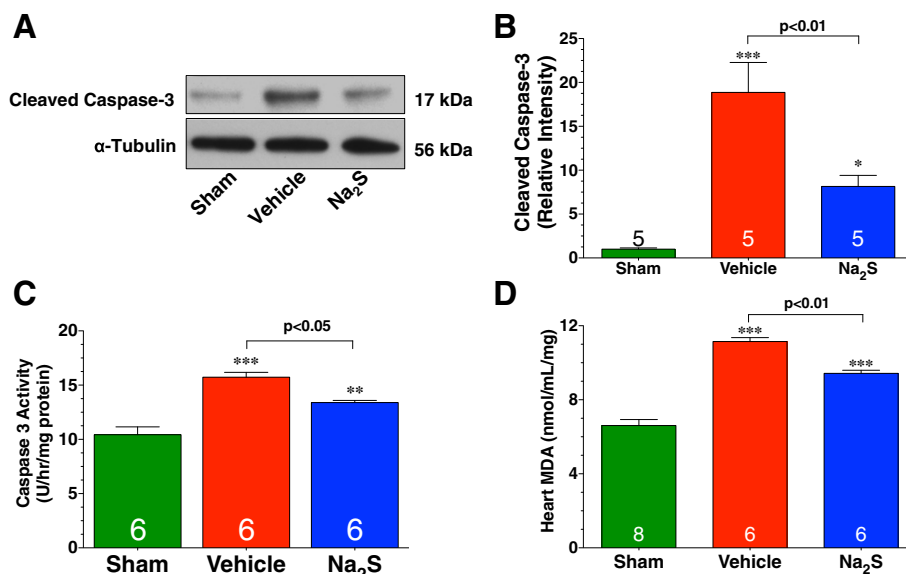 A
Cleaved Caspase-3
17 kDa
α-Tubulin
56 kDa
Sham
Vehicle
Na₂S
B
p<0.01
Cleaved Caspase-3
(Relative Intensity)
25
20
15
10
5
0
***
*
5
5
5
Sham
Vehicle
Na₂S
C
p<0.05
Caspase 3 Activity
(U/hr/mg protein)
20
15
10
5
0
***
**
6
6
6
Sham
Vehicle
Na₂S
D
p<0.01
Heart MDA (nmol/mL/mg)
12
9
6
3
0
***
***
8
6
6
Sham
Vehicle
Na₂S